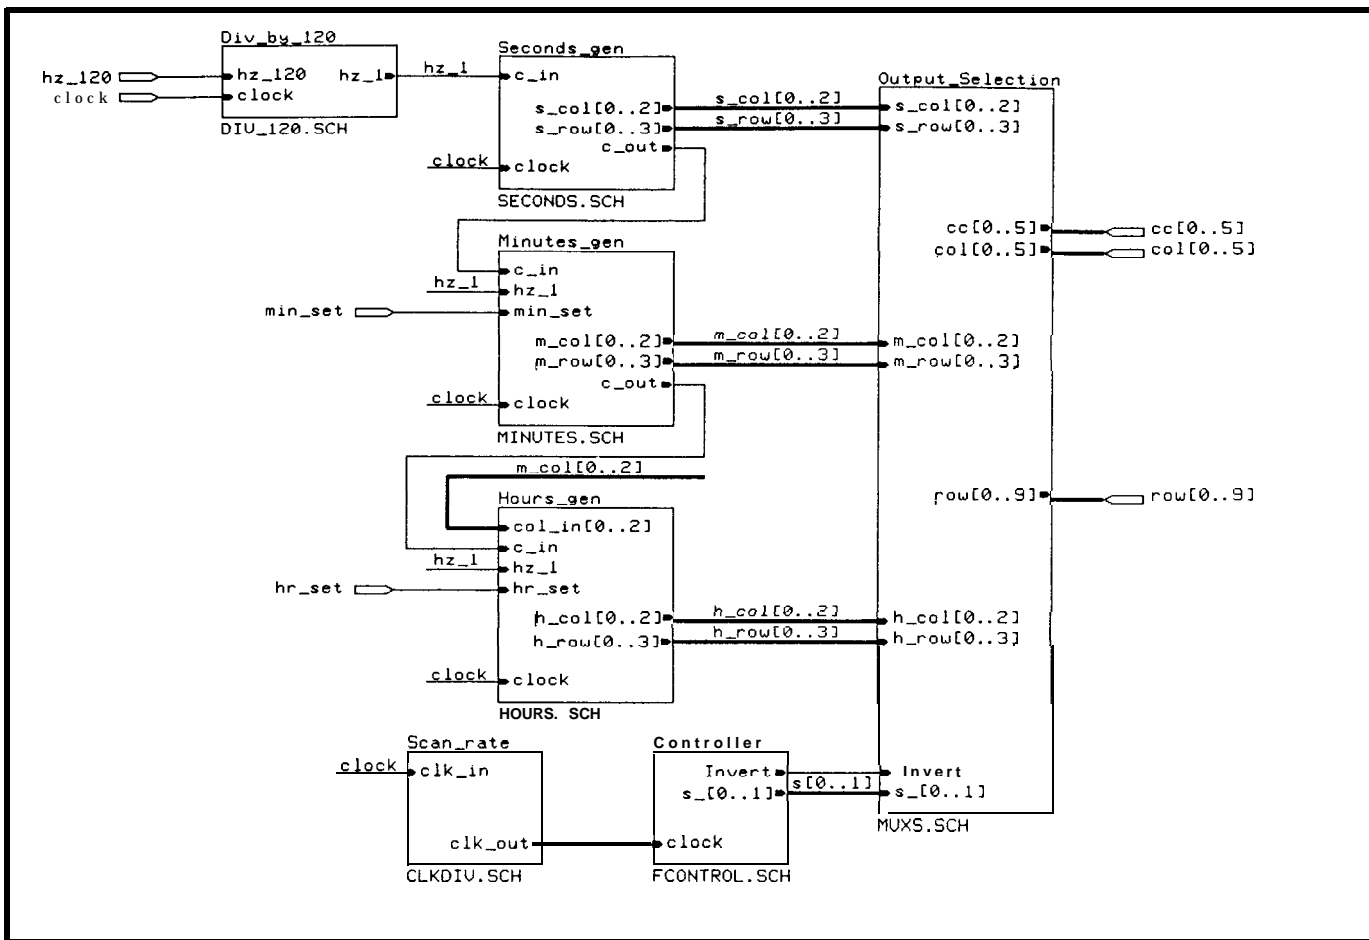 Div_by_120
hz_120
clock
hz_120
clock
hz_1
DIV_120.SCH
hz_1
Seconds_gen
c_in
s_col[0..2]
s_row[0..3]
c_out
clock
clock
SECONDS.SCH
s_col[0..2]
s_row[0..3]
Output_Selection
s_col[0..2]
s_row[0..3]
cc[0..5]
col[0..5]
cc[0..5]
col[0..5]
Minutes_gen
c_in
hz_1
hz_1
min_set
min_set
m_col[0..2]
m_row[0..3]
c_out
clock
clock
MINUTES.SCH
m_col[0..2]
m_row[0..3]
m_col[0..2]
m_row[0..3]
m_col[0..2]
row[0..9]
row[0..9]
Hours_gen
col_in[0..2]
c_in
hz_1
hz_1
hr_set
hr_set
h_col[0..2]
h_row[0..3]
clock
clock
HOURS. SCH
h_col[0..2]
h_row[0..3]
h_col[0..2]
h_row[0..3]
Scan_rate
clock
clk_in
clk_out
CLKDIV.SCH
Controller
Invert
s_[0..1]
clock
FCONTROL.SCH
s[0..1]
Invert
s_[0..1]
MUXS.SCH